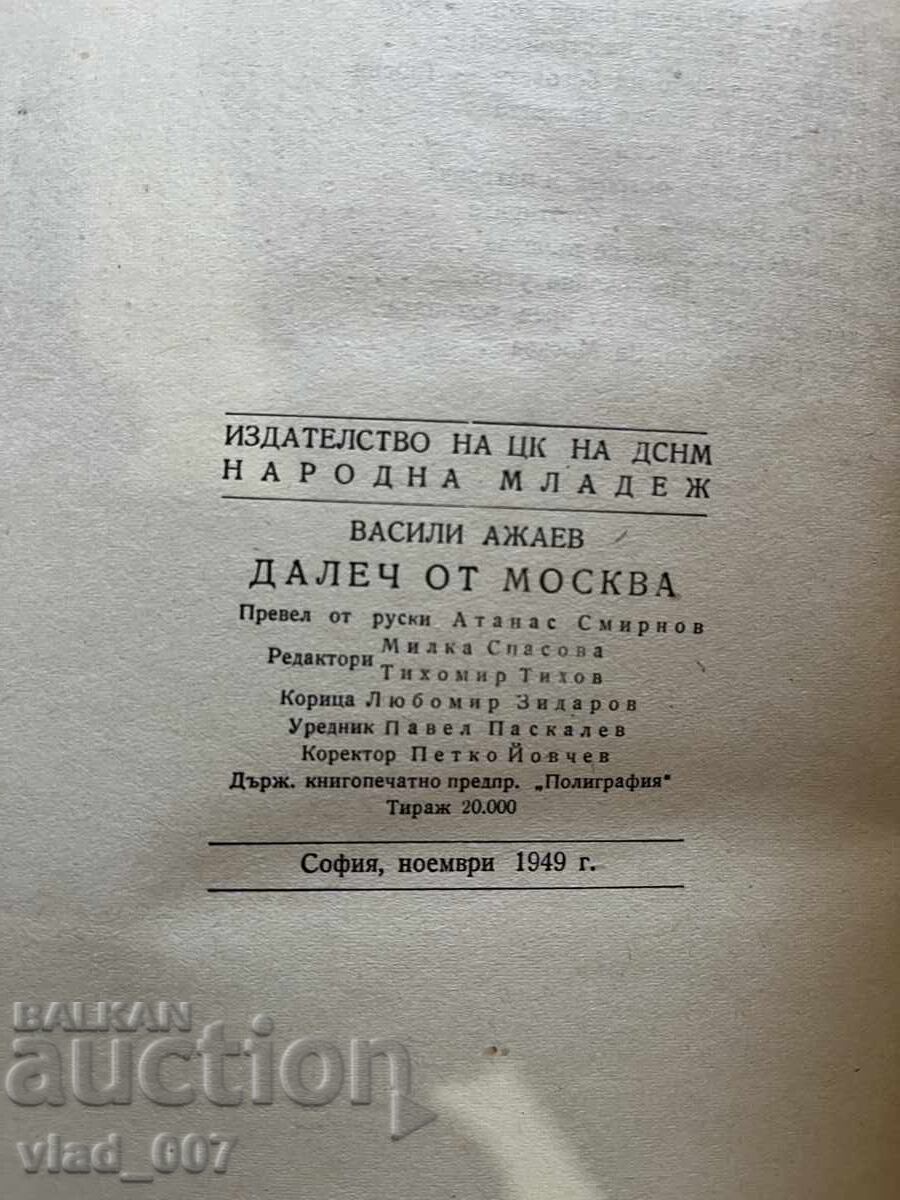 ИЗДАТЕЛСТВО НА ЦК НА ДСНМ
НАРОДНА МЛАДЕЖ
ВАСИЛИ АЖАЕВ
ДАЛЕЧ ОТ МОСКВА
Превел от руски Атанас Смирнов
Редактори Милка Спасова
Тихомир Тихов
Корица Любомир Зидаров
Уредник Павел Паскалев
Коректор Петко Йовчев
Държ. книгопечатно предпр. „Полиграфия"
Тираж 20.000
София, ноември 1949 г.
BALKAN
auction
vlad_007